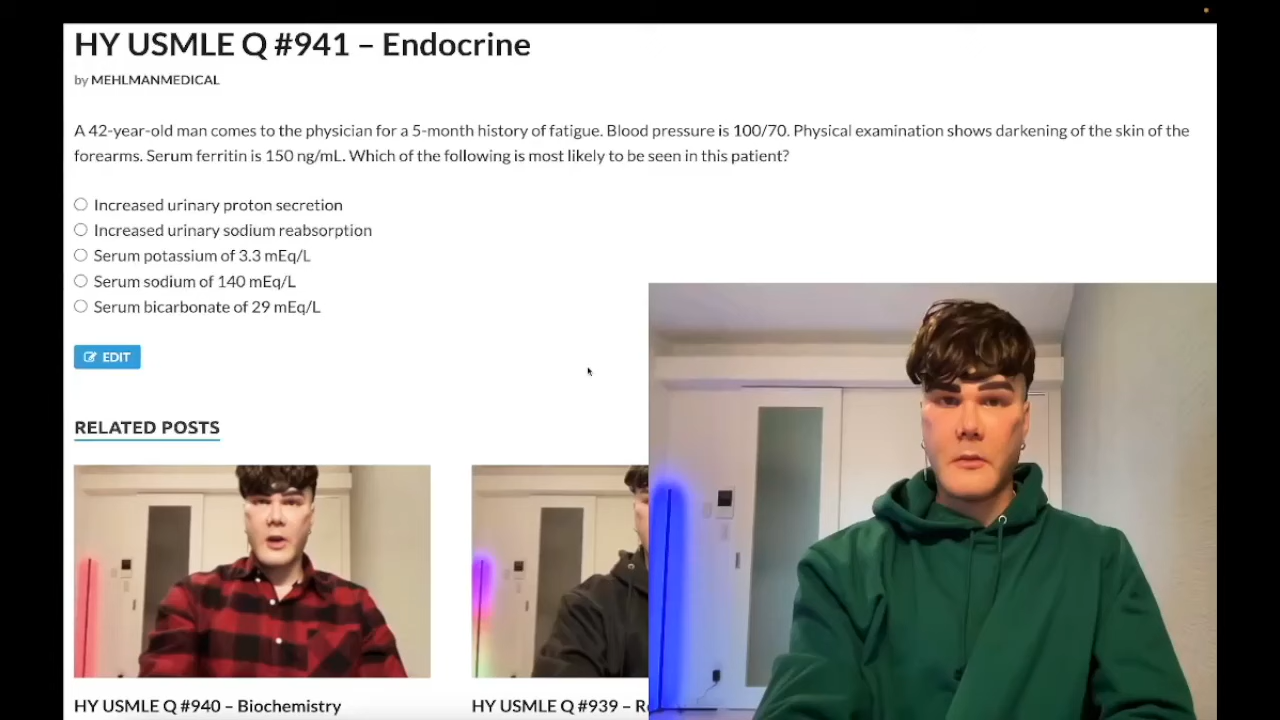 HY USMLE Q #941 – Endocrine
by MEHLMANMEDICAL
A 42-year-old man comes to the physician for a 5-month history of fatigue. Blood pressure is 100/70. Physical examination shows darkening of the skin of the
forearms. Serum ferritin is 150 ng/mL. Which of the following is most likely to be seen in this patient?
Increased urinary proton secretion
Increased urinary sodium reabsorption
Serum potassium of 3.3 mEq/L
Serum sodium of 140 mEq/L
Serum bicarbonate of 29 mEq/L
EDIT
RELATED POSTS
HY USMLE Q #940 – Biochemistry
HY USMLE Q #939 –